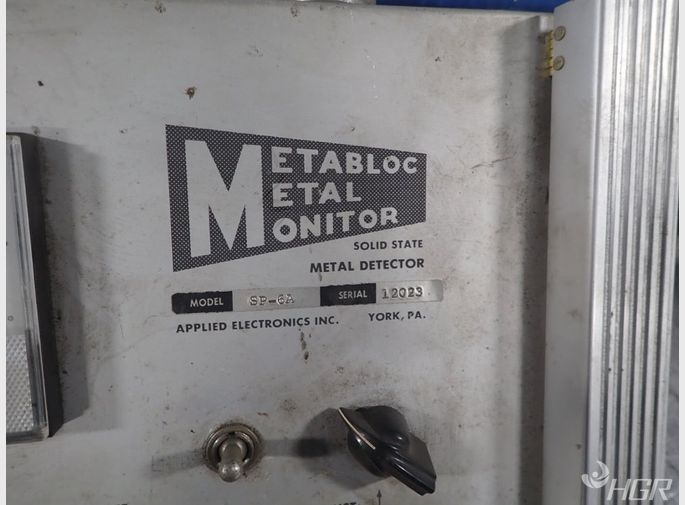 METABLOC
METAL
MONITOR
SOLID STATE
METAL DETECTOR
MODEL SP-6A SERIAL 12023
APPLIED ELECTRONICS INC. YORK, PA.
HGR